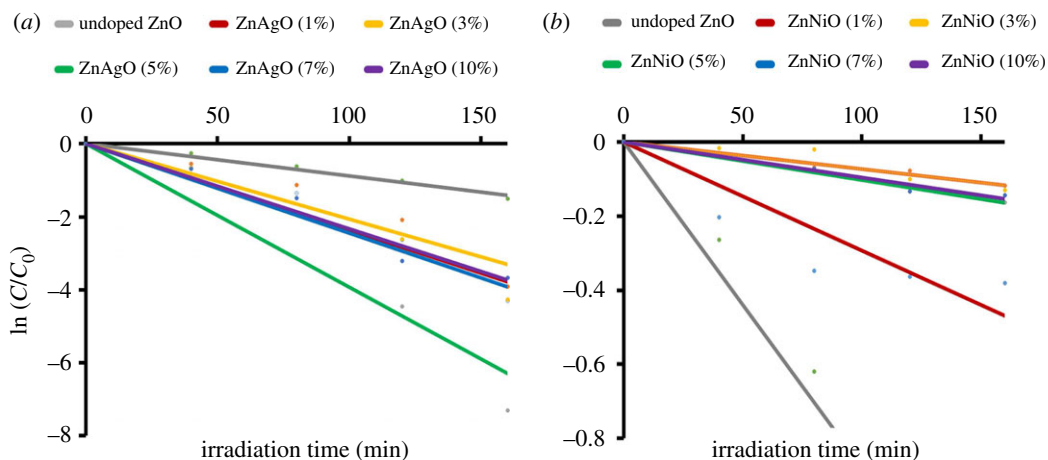 (a) undoped ZnO ZnAgO (1%) ZnAgO (3%)
ZnAgO (5%) ZnAgO (7%) ZnAgO (10%)
0 50 100 150
0
–2
–4
–6
–8
ln (C/C0)
irradiation time (min)
(b) undoped ZnO ZnNiO (1%) ZnNiO (3%)
ZnNiO (5%) ZnNiO (7%) ZnNiO (10%)
0 50 100 150
–0
–0.2
–0.4
–0.6
–0.8
irradiation time (min)